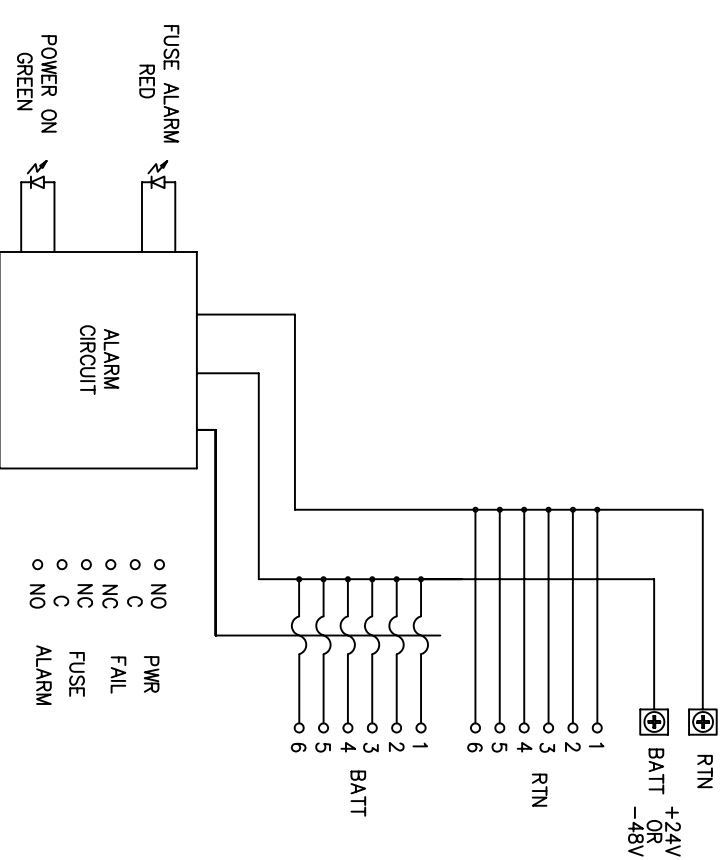 RTN
+24V
BATT OR
-48V
1
2
3
RTN
4
5
6
1
2
3
BATT
4
5
6
FUSE ALARM
RED
POWER ON
GREEN
ALARM
CIRCUIT
NO PWR
C
NC FAIL
NC FUSE
C
NO ALARM